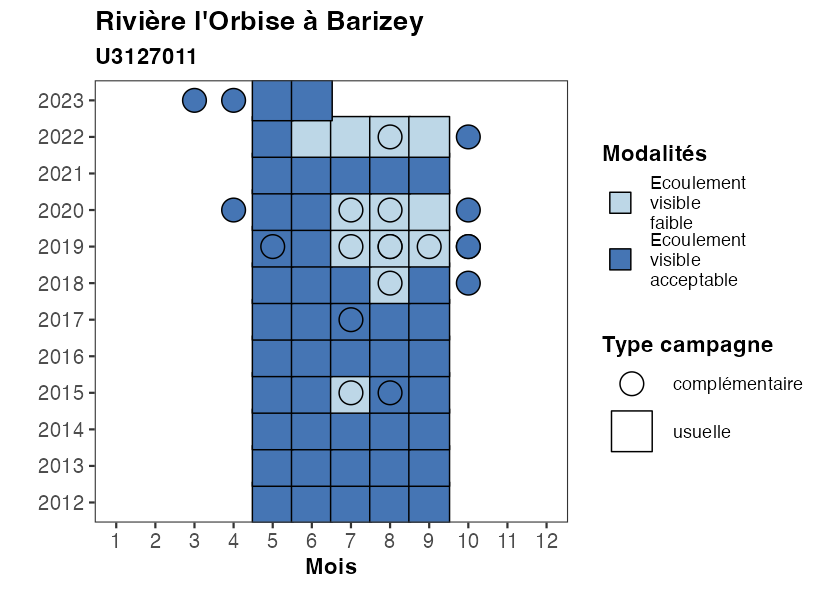 Rivière l'Orbise à Barizey
U3127011
2023
2022
2021
2020
2019
2018
2017
2016
2015
2014
2013
2012
1 2 3 4 5 6 7 8 9 10 11 12
Mois
Modalités
Ecoulement
visible
faible
Ecoulement
visible
acceptable
Type campagne
complémentaire
usuelle